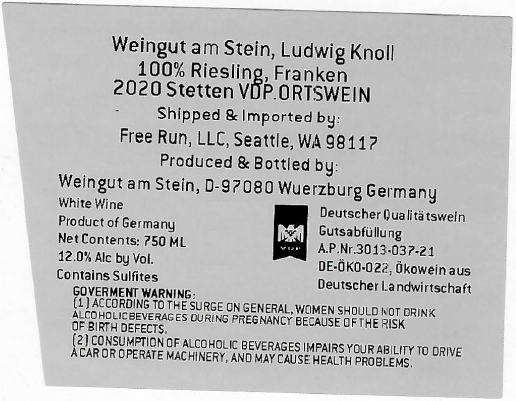 Weingut am Stein, Ludwig Knoll
100% Riesling, Franken
2020 Stetten VDP.ORTSWEIN
Shipped & Imported by:
Free Run, LLC, Seattle, WA 98117
Produced & Bottled by:
Weingut am Stein, D-97080 Wuerzburg Germany
White Wine
Product of Germany
Net Contents: 750 ML
12.0% Alc by Vol.
Contains Sulfites
VDP
Deutscher Qualitätswein
Gutsabfüllung
A.P.Nr.3013-037-21
DE-ÖKO-022, Ökowein aus
Deutscher Landwirtschaft
GOVERMENT WARNING:
(1) ACCORDING TO THE SURGE ON GENERAL, WOMEN SHOULD NOT DRINK
ALCOHOLIC BEVERAGES DURING PREGNANCY BECAUSE OF THE RISK
OF BIRTH DEFECTS.
(2) CONSUMPTION OF ALCOHOLIC BEVERAGES IMPAIRS YOUR ABILITY TO DRIVE
A CAR OR OPERATE MACHINERY, AND MAY CAUSE HEALTH PROBLEMS.